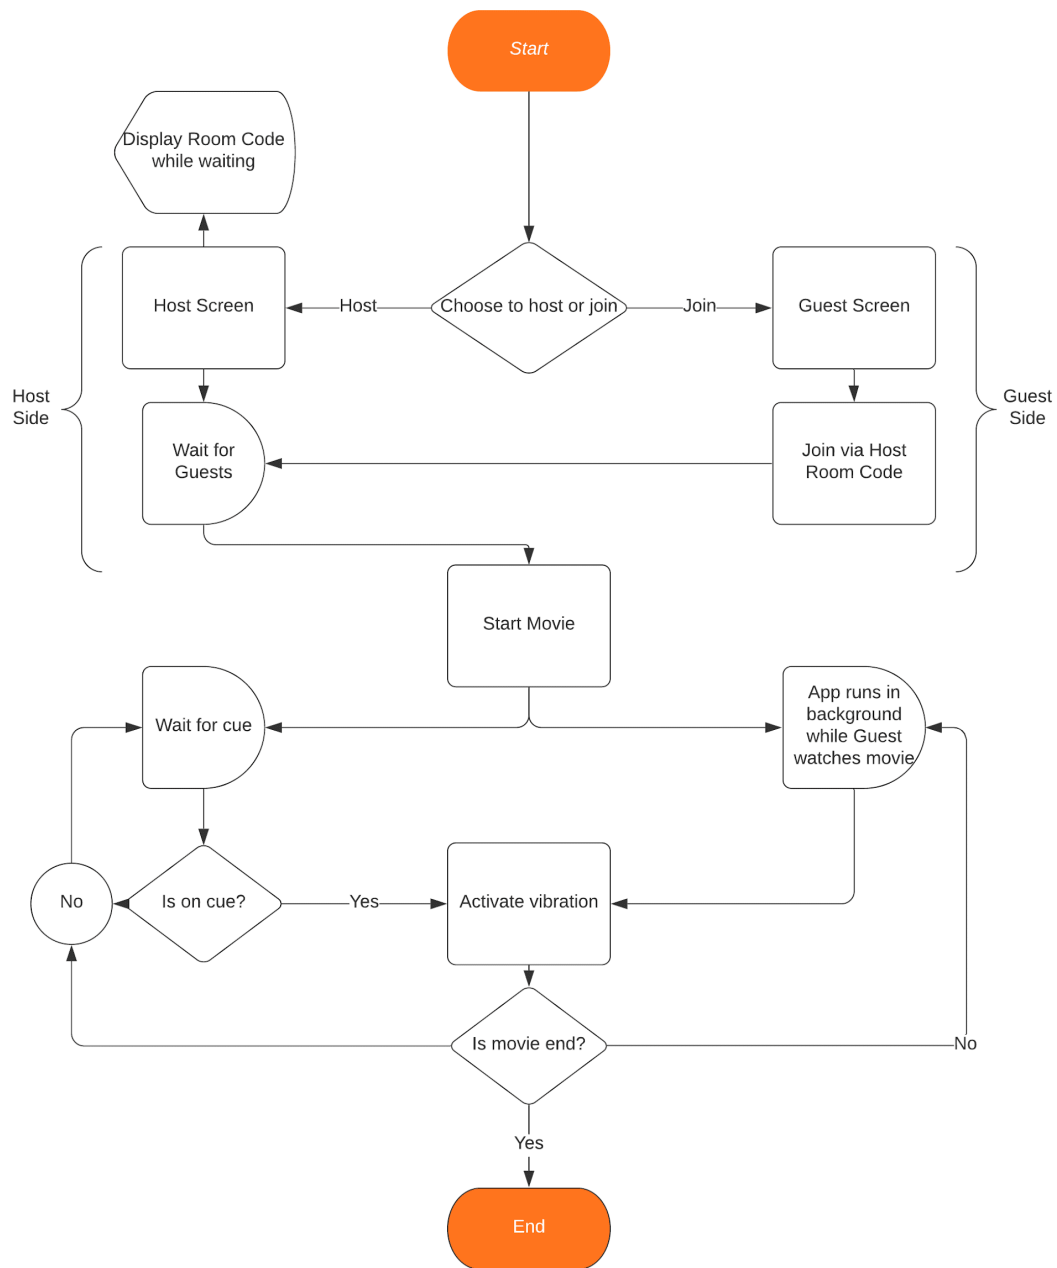 Start
Display Room Code
while waiting
Host Screen
Host
Choose to host or join
Join
Guest Screen
Host
Side
Guest
Side
Wait for
Guests
Join via Host
Room Code
Start Movie
Wait for cue
App runs in
background
while Guest
watches movie
No
Is on cue?
Yes
Activate vibration
Is movie end?
No
Yes
End